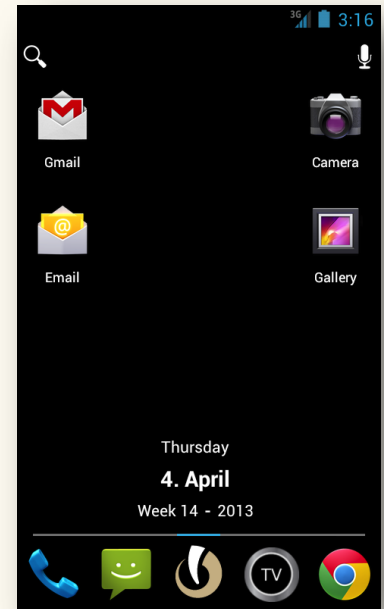 3G 3:16
Gmail Camera
Email Gallery
Thursday
4. April
Week 14 - 2013
TV